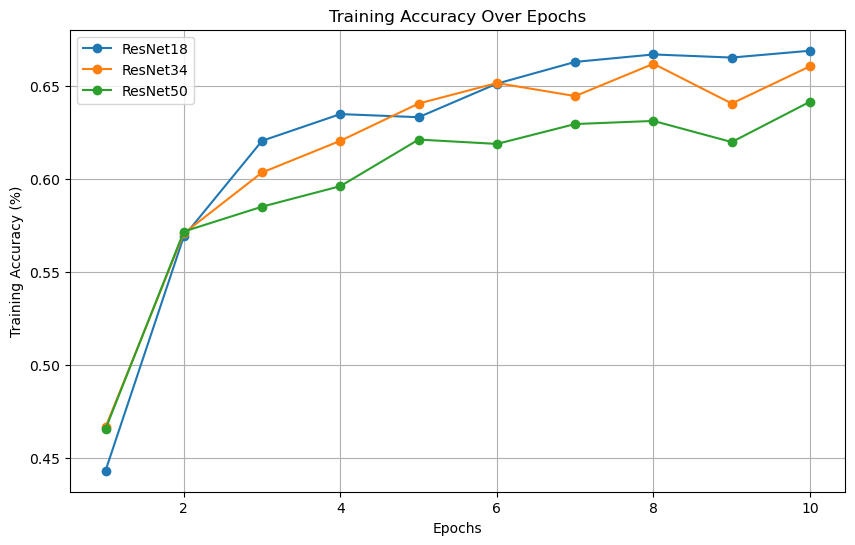 Training Accuracy Over Epochs
ResNet18
ResNet34
ResNet50
Training Accuracy (%)
0.65
0.60
0.55
0.50
0.45
2 4 6 8 10
Epochs